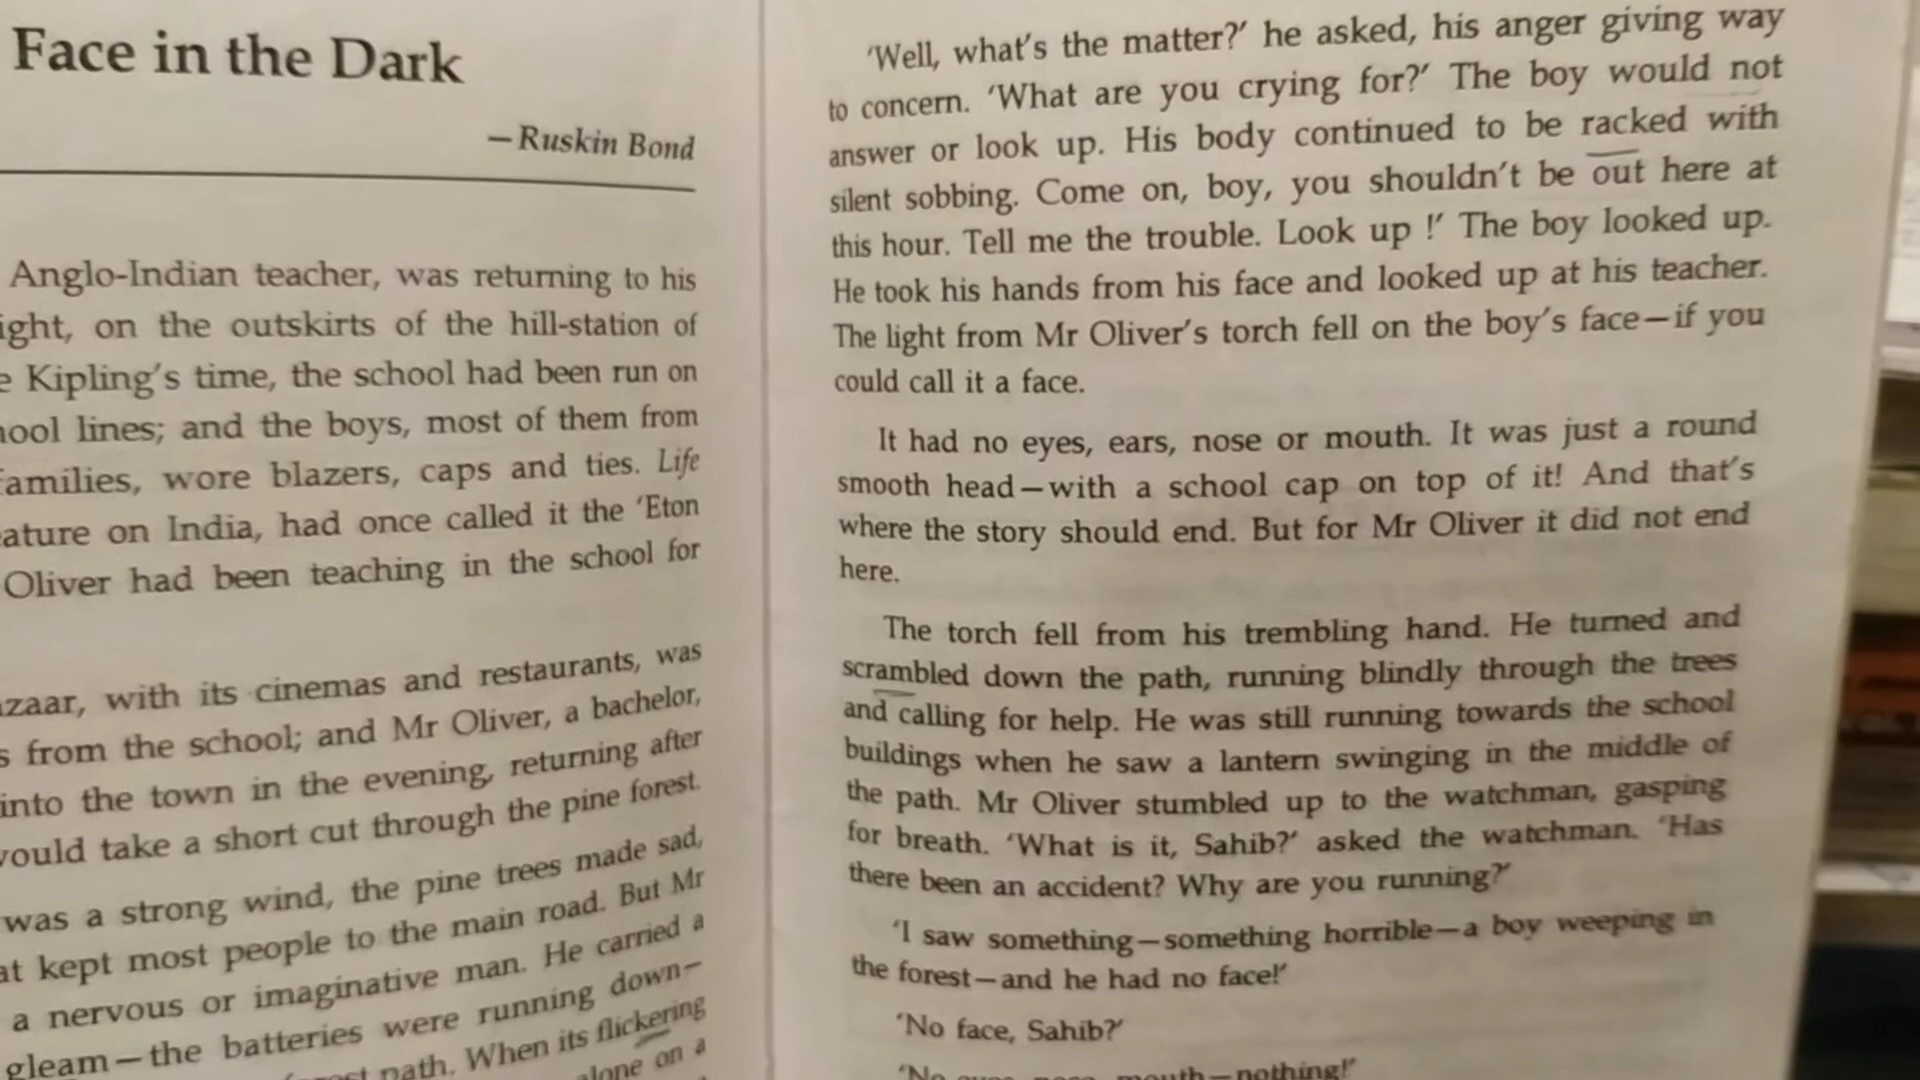 Face in the Dark
—Ruskin Bond
Anglo-Indian teacher, was returning to his
ight, on the outskirts of the hill-station of
e Kipling's time, the school had been run on
ool lines; and the boys, most of them from
amilies, wore blazers, caps and ties. Life
ature on India, had once called it the 'Eton
Oliver had been teaching in the school for
zaar, with its cinemas and restaurants, was
s from the school; and Mr Oliver, a bachelor,
into the town in the evening, returning after
ould take a short cut through the pine forest.
was a strong wind, the pine trees made sad,
at kept most people to the main road. But Mr
a nervous or imaginative man. He carried a
gleam—the batteries were running down—
path. When its flickering
alone on a
'Well, what's the matter?' he asked, his anger giving way
to concern. 'What are you crying for?' The boy would not
answer or look up. His body continued to be racked with
silent sobbing. Come on, boy, you shouldn't be out here at
this hour. Tell me the trouble. Look up !' The boy looked up.
He took his hands from his face and looked up at his teacher.
The light from Mr Oliver's torch fell on the boy's face—if you
could call it a face.
It had no eyes, ears, nose or mouth. It was just a round
smooth head—with a school cap on top of it! And that's
where the story should end. But for Mr Oliver it did not end
here.
The torch fell from his trembling hand. He turned and
scrambled down the path, running blindly through the trees
and calling for help. He was still running towards the school
buildings when he saw a lantern swinging in the middle of
the path. Mr Oliver stumbled up to the watchman, gasping
for breath. 'What is it, Sahib?' asked the watchman. 'Has
there been an accident? Why are you running?'
'I saw something—something horrible—a boy weeping in
the forest—and he had no face!'
'No face, Sahib?'
'No eyes, nose, mouth—nothing!'